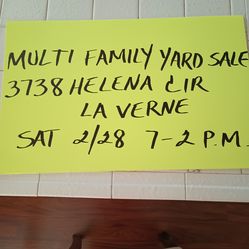 MULTI FAMILY YARD SALE
3738 HELENA CIR
LA VERNE
SAT 2/28 7-2 P.M.